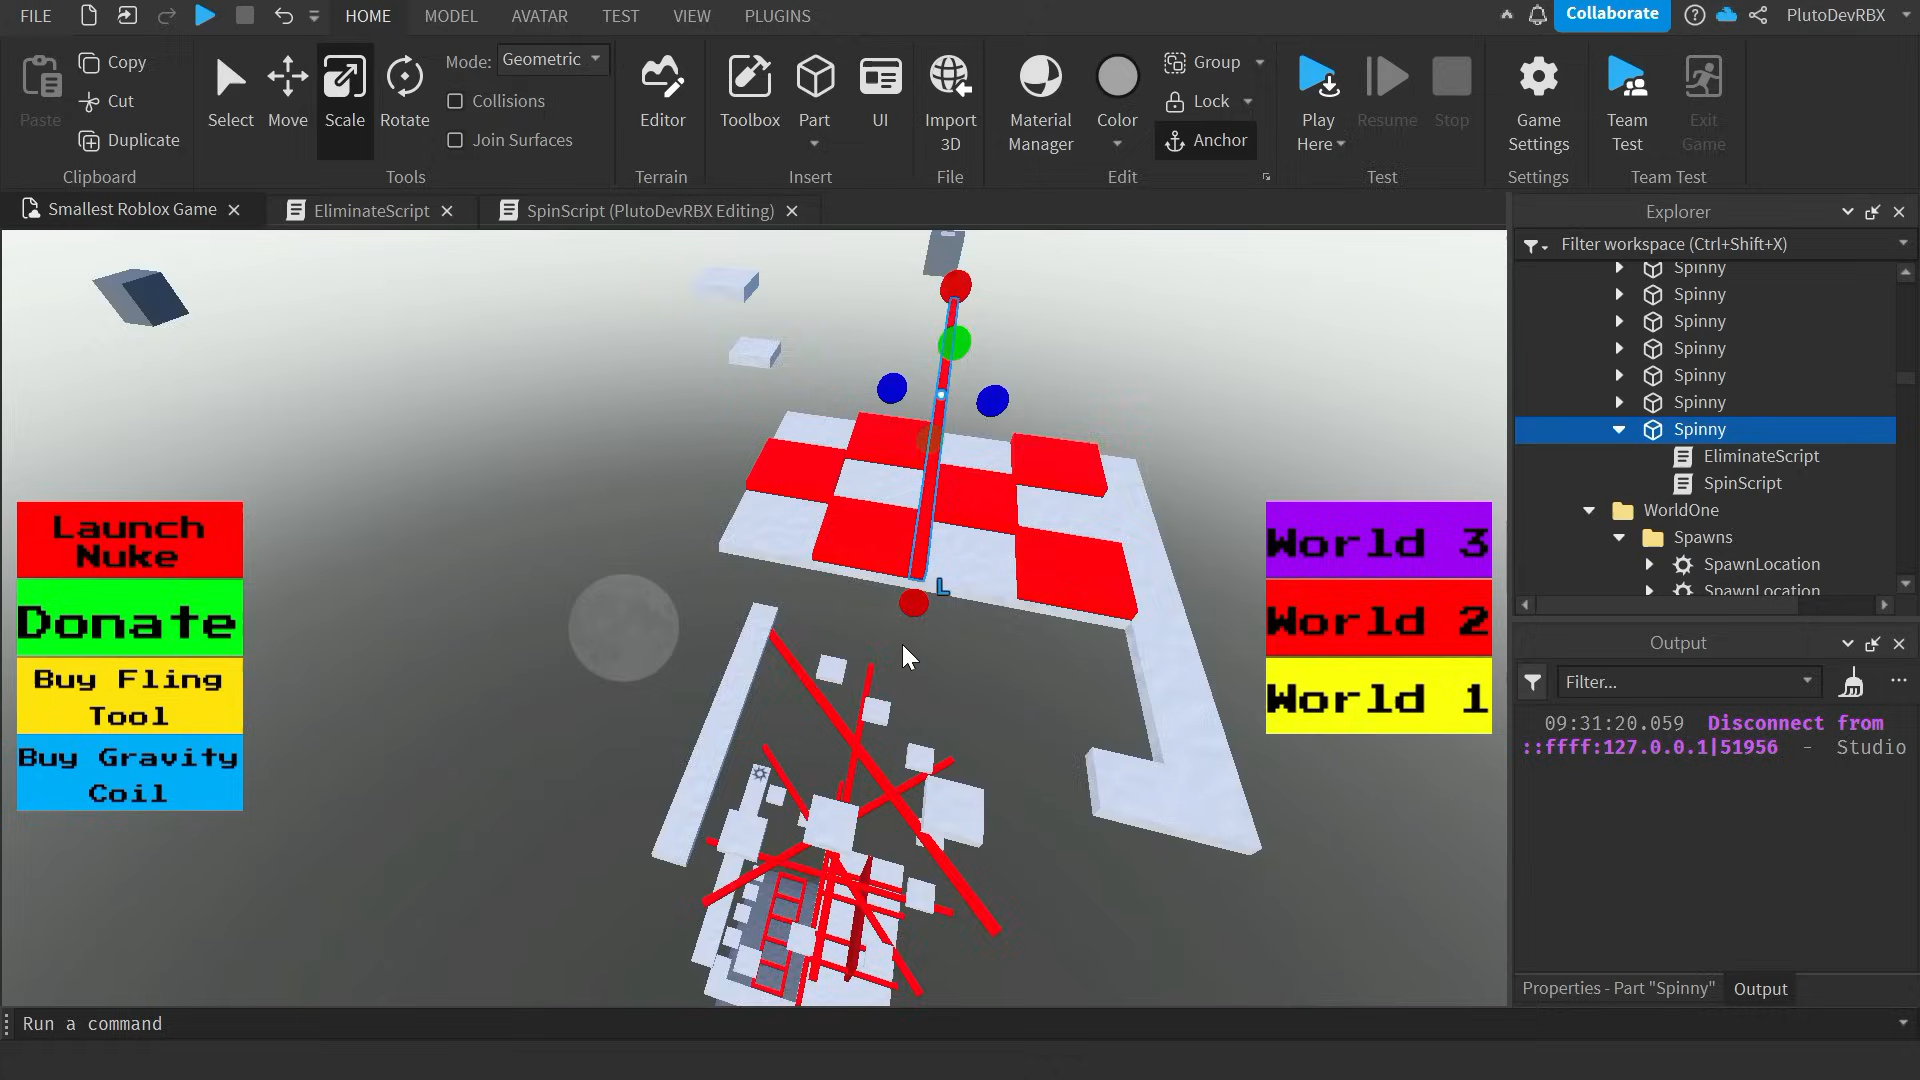 FILE
HOME
MODEL
AVATAR
TEST
VIEW
PLUGINS
Collaborate
PlutoDevRBX
Paste
Copy
Cut
Duplicate
Clipboard
Select
Move
Scale
Rotate
Mode:
Geometric
Collisions
Join Surfaces
Tools
Editor
Terrain
Toolbox
Part
UI
Insert
Import
3D
File
Material
Manager
Color
Group
Lock
Anchor
Edit
Play
Here
Resume
Stop
Test
Game
Settings
Settings
Team
Test
Exit
Game
Team Test
Smallest Roblox Game
EliminateScript
SpinScript (PlutoDevRBX Editing)
Launch
Nuke
Donate
Buy Fling
Tool
Buy Gravity
Coil
L
World 3
World 2
World 1
Explorer
Filter workspace (Ctrl+Shift+X)
Spinny
Spinny
Spinny
Spinny
Spinny
Spinny
Spinny
EliminateScript
SpinScript
WorldOne
Spawns
SpawnLocation
SpawnLocation
Output
Filter...
09:31:20.059 Disconnect from
::ffff:127.0.0.1|51956 - Studio
Properties - Part "Spinny"
Output
Run a command